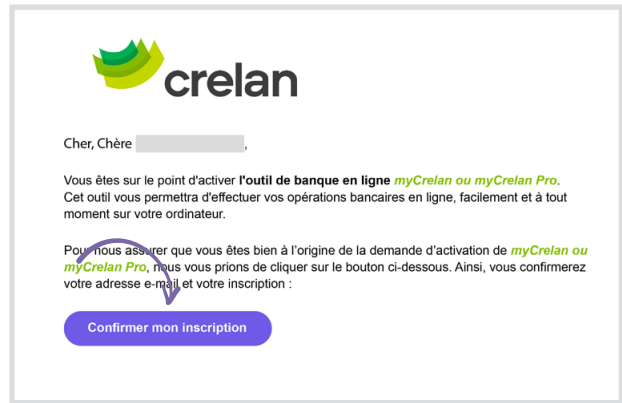 crelan
Cher, Chère ,
Vous êtes sur le point d'activer l'outil de banque en ligne myCrelan ou myCrelan Pro.
Cet outil vous permettra d'effectuer vos opérations bancaires en ligne, facilement et à tout
moment sur votre ordinateur.
Pour nous assurer que vous êtes bien à l'origine de la demande d'activation de myCrelan ou
myCrelan Pro, nous vous prions de cliquer sur le bouton ci-dessous. Ainsi, vous confirmerez
votre adresse e-mail et votre inscription :
Confirmer mon inscription